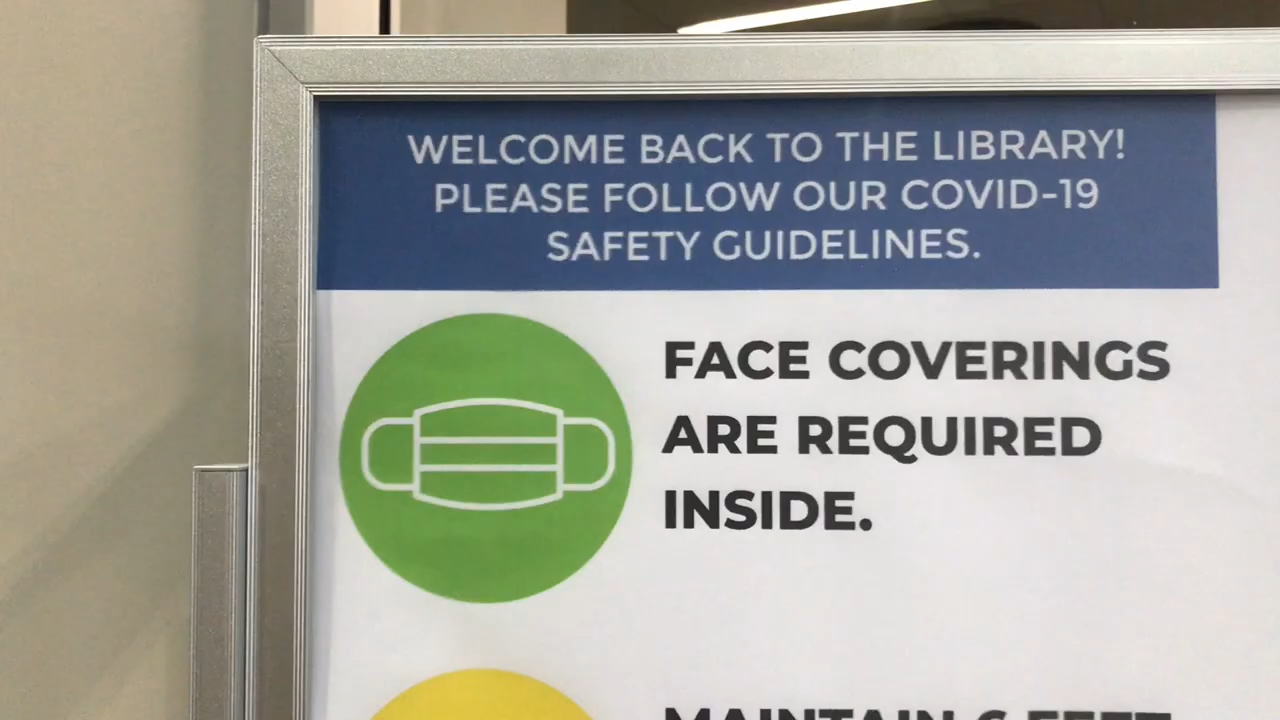 WELCOME BACK TO THE LIBRARY!
PLEASE FOLLOW OUR COVID-19
SAFETY GUIDELINES.
FACE COVERINGS
ARE REQUIRED
INSIDE.
MAINTAIN 6 FEET